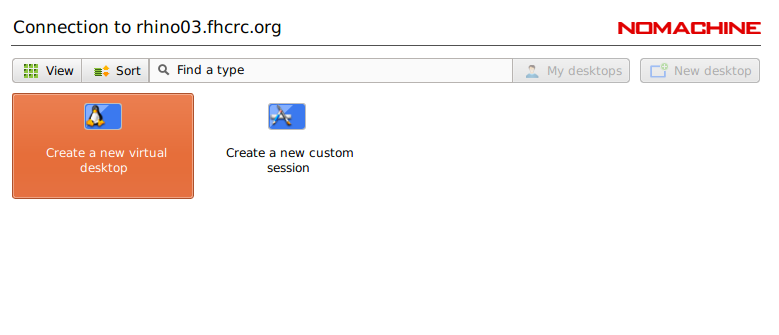 Connection to rhino03.fhcrc.org
NOMACHINE
View
Sort
Find a type
My desktops
New desktop
Create a new virtual
desktop
Create a new custom
session